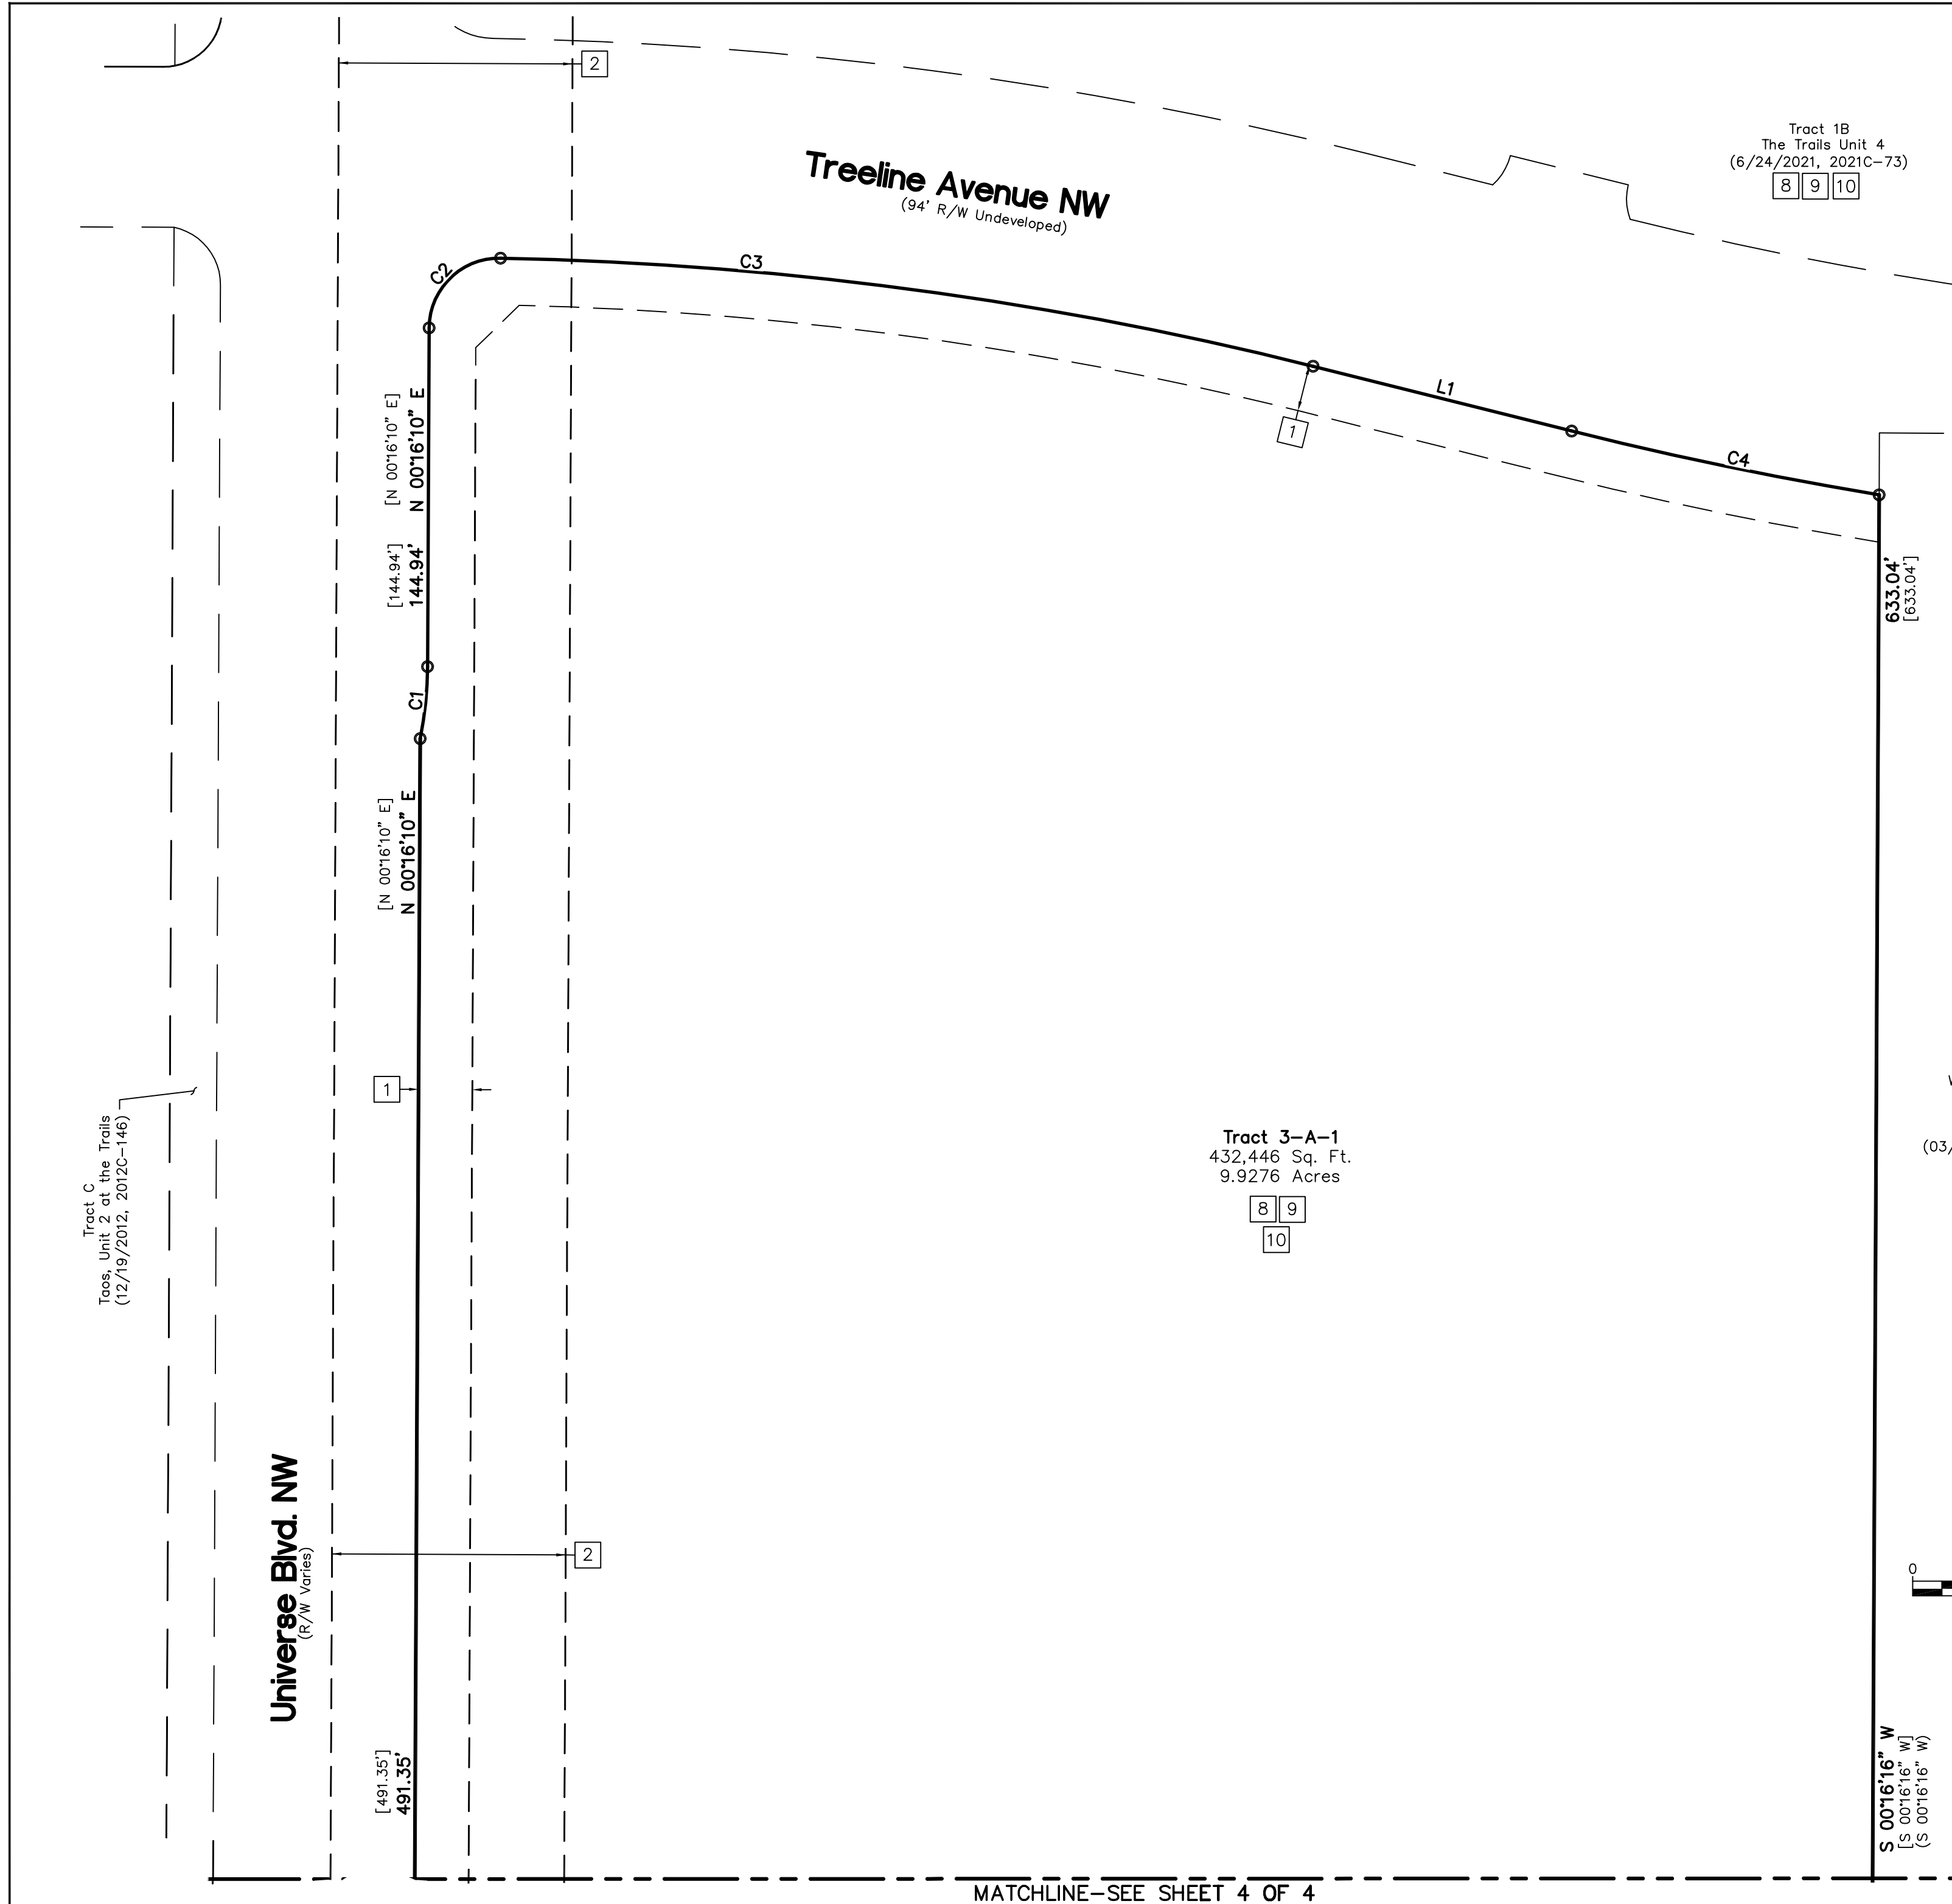 2
Tract 1B
The Trails Unit 4
(6/24/2021, 2021C-73)
8 9 10
Treeline Avenue NW
(94' R/W Undeveloped)
C2
C3
L1
1
C4
[N 00°16'10" E]
N 00°16'10" E
[144.94']
144.94'
633.04'
[633.04']
C1
[N 00°16'10" E]
N 00°16'10" E
1
Tract C
Taos, Unit 2 at the Trails
(12/19/2012, 2012C-146)
Tract 3-A-1
432,446 Sq. Ft.
9.9276 Acres
8 9
10
(03/
Universe Blvd. NW
(R/W Varies)
2
0
[491.35']
491.35'
S 00°16'16" W
[S 00°16'16" W]
(S 00°16'16" W)
MATCHLINE-SEE SHEET 4 OF 4